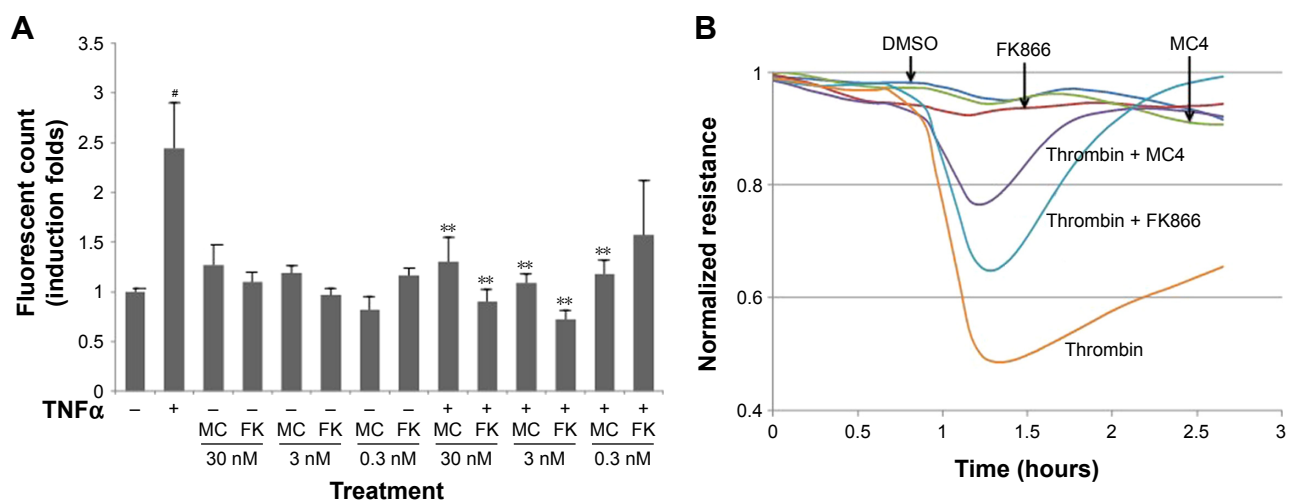 A
Fluorescent count
(induction folds)
3.5
3
2.5
2
1.5
1
0.5
0
#
** ** ** ** **
TNFα – + – – – – – – + + + + + +
MC FK MC FK MC FK MC FK MC FK MC FK
30 nM 3 nM 0.3 nM 30 nM 3 nM 0.3 nM
Treatment
B
Normalized resistance
DMSO FK866 MC4
1
0.8
0.6
0.4
Thrombin + MC4
Thrombin + FK866
Thrombin
0 0.5 1 1.5 2 2.5 3
Time (hours)